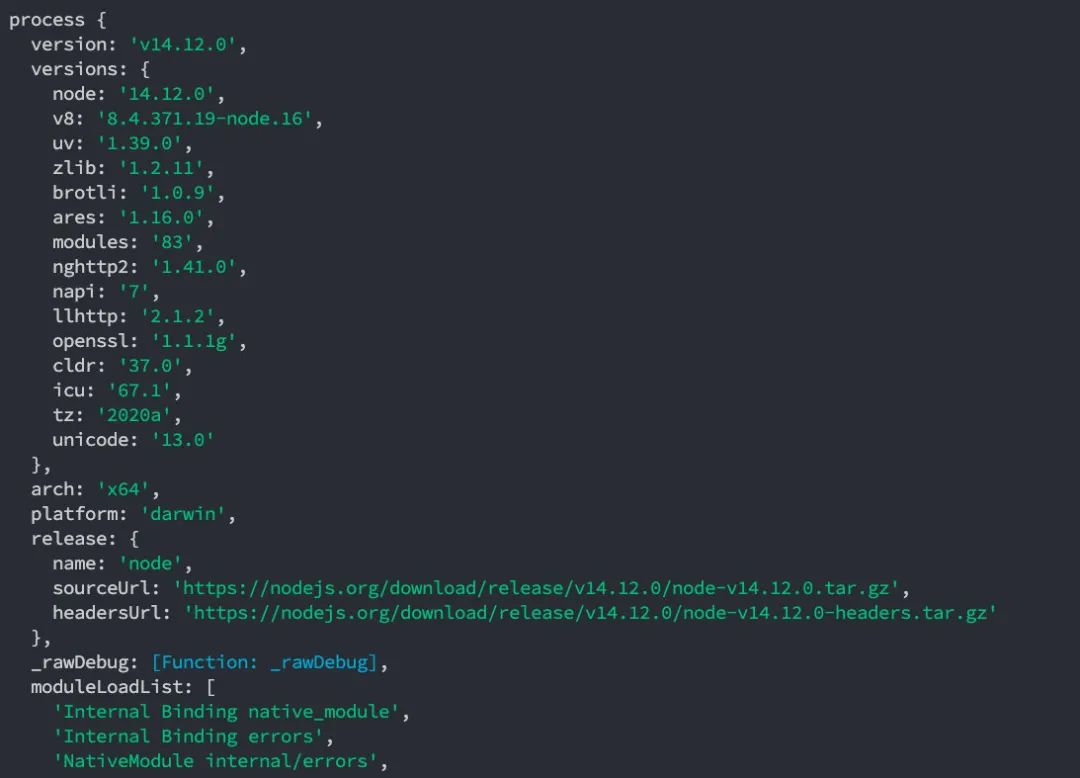 process {
  version: 'v14.12.0',
  versions: {
    node: '14.12.0',
    v8: '8.4.371.19-node.16',
    uv: '1.39.0',
    zlib: '1.2.11',
    brotli: '1.0.9',
    ares: '1.16.0',
    modules: '83',
    nghttp2: '1.41.0',
    napi: '7',
    llhttp: '2.1.2',
    openssl: '1.1.1g',
    cldr: '37.0',
    icu: '67.1',
    tz: '2020a',
    unicode: '13.0'
  },
  arch: 'x64',
  platform: 'darwin',
  release: {
    name: 'node',
    sourceUrl: 'https://nodejs.org/download/release/v14.12.0/node-v14.12.0.tar.gz',
    headersUrl: 'https://nodejs.org/download/release/v14.12.0/node-v14.12.0-headers.tar.gz'
  },
  _rawDebug: [Function: _rawDebug],
  moduleLoadList: [
    'Internal Binding native_module',
    'Internal Binding errors',
    'NativeModule internal/errors',